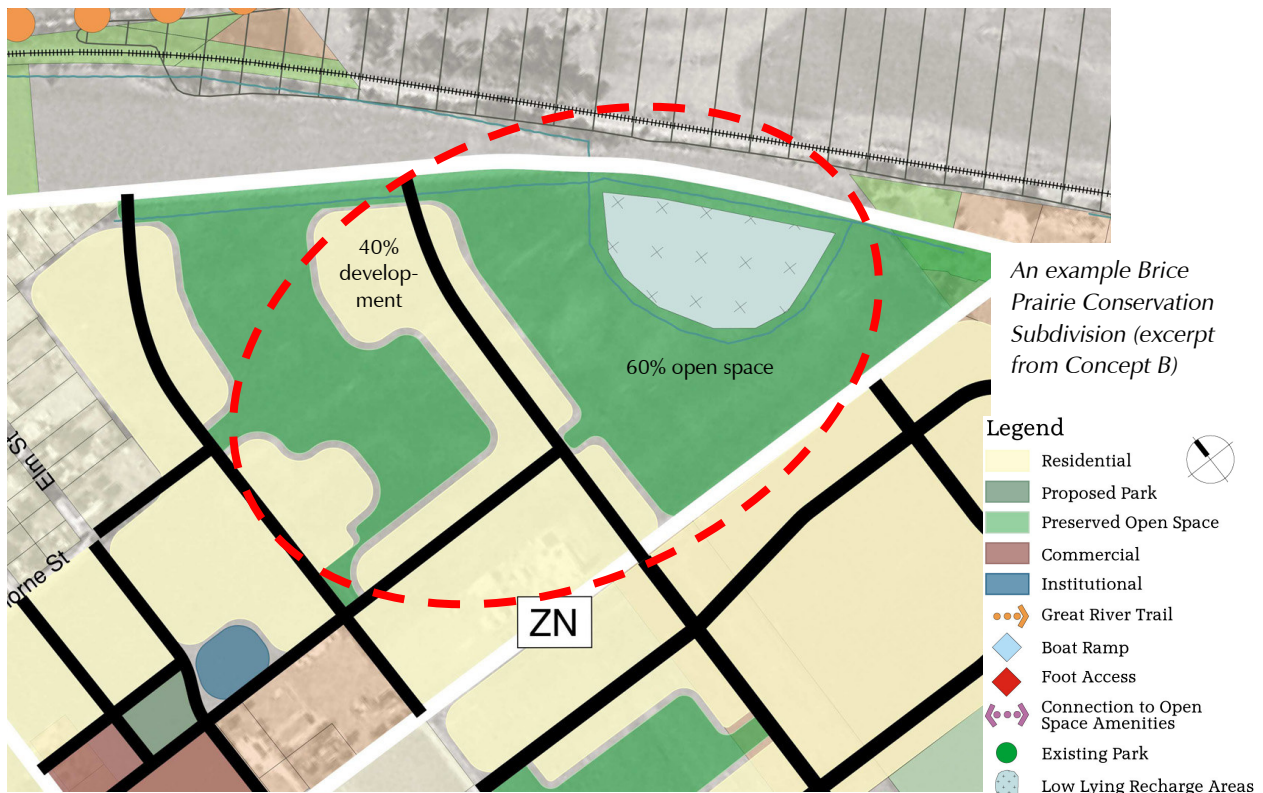 40%
develop-
ment
60% open space
An example Brice
Prairie Conservation
Subdivision (excerpt
from Concept B)
Elm St
orne St
ZN
Legend
Residential
Proposed Park
Preserved Open Space
Commercial
Institutional
Great River Trail
Boat Ramp
Foot Access
Connection to Open
Space Amenities
Existing Park
Low Lying Recharge Areas